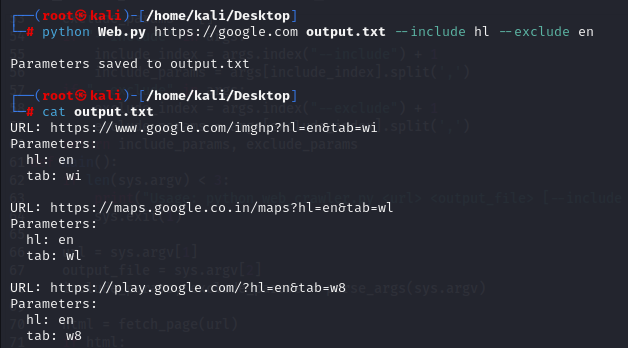 ┌──(root㉿kali)-[/home/kali/Desktop]
└─# python Web.py https://google.com output.txt --include hl --exclude en
Parameters saved to output.txt
┌──(root㉿kali)-[/home/kali/Desktop]
└─# cat output.txt
URL: https://www.google.com/imghp?hl=en&tab=wi
Parameters:
hl: en
tab: wi
URL: https://maps.google.co.in/maps?hl=en&tab=wl
Parameters:
hl: en
tab: wl
URL: https://play.google.com/?hl=en&tab=w8
Parameters:
hl: en
tab: w8